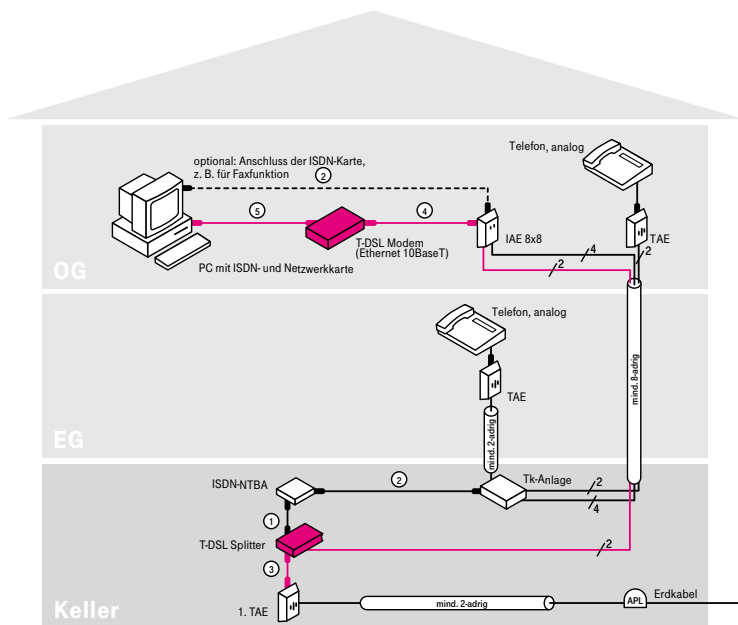 optional: Anschluss der ISDN-Karte,
z. B. für Faxfunktion
2
Telefon, analog
5
4
T-DSL Modem
(Ethernet 10BaseT)
IAE 8x8
TAE
4
2
2
PC mit ISDN- und Netzwerkkarte
OG
Telefon, analog
TAE
mind. 8-adrig
mind. 2-adrig
EG
ISDN-NTBA
2
Tk-Anlage
2
4
1
T-DSL Splitter
2
3
1. TAE
mind. 2-adrig
APL
Erdkabel
Keller